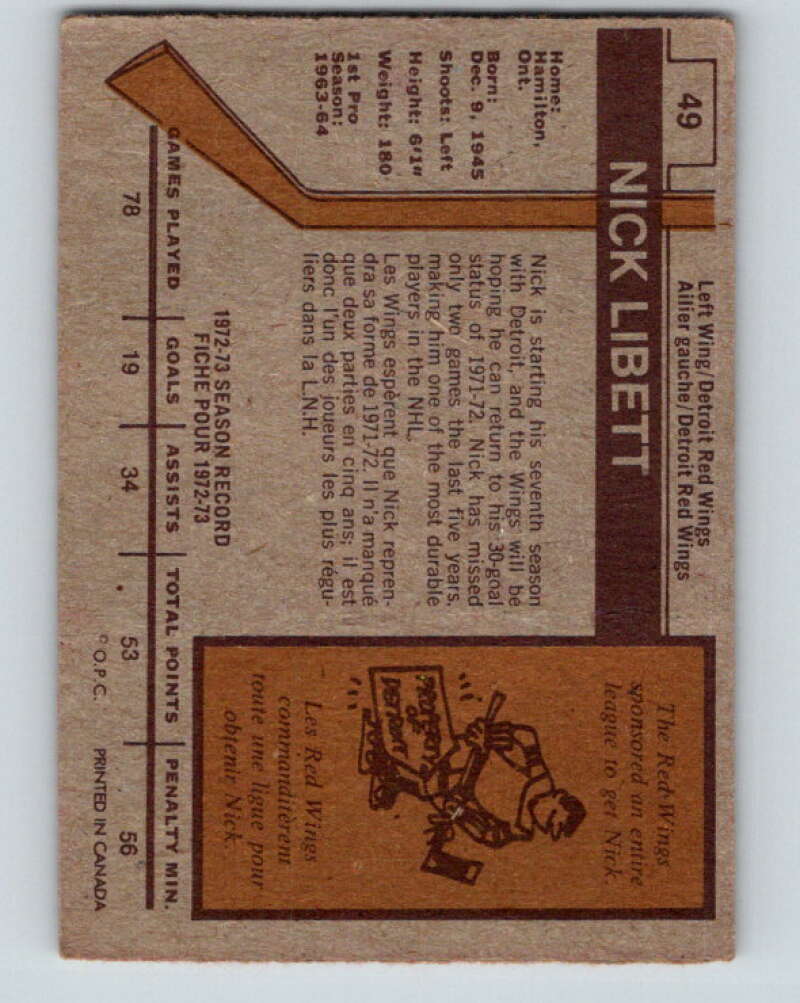 49
NICK LIBETT
Left Wing/Detroit Red Wings
Ailier gauche/Detroit Red Wings
Home:
Hamilton,
Ont.
Born:
Dec. 9, 1945
Shoots: Left
Height: 6'1"
Weight: 180
1st Pro
Season:
1963-64
Nick is starting his seventh season
with Detroit, and the Wings will be
hoping he can return to his 30-goal
status of 1971-72. Nick has missed
only two games the last five years,
making him one of the most durable
players in the NHL.
Les Wings espèrent que Nick repren-
dra sa forme de 1971-72. Il n'a manqué
que deux parties en cinq ans; il est
donc l'un des joueurs les plus régu-
liers dans la L.N.H.
The Red Wings
sponsored an entire
league to get Nick.
PROPERTY
OF
DETROIT
Les Red Wings
commanditèrent
toute une ligue pour
obtenir Nick.
1972-73 SEASON RECORD
FICHE POUR 1972-73
GAMES PLAYED GOALS ASSISTS TOTAL POINTS PENALTY MIN.
78 19 34 53 56
© O.P.C. PRINTED IN CANADA